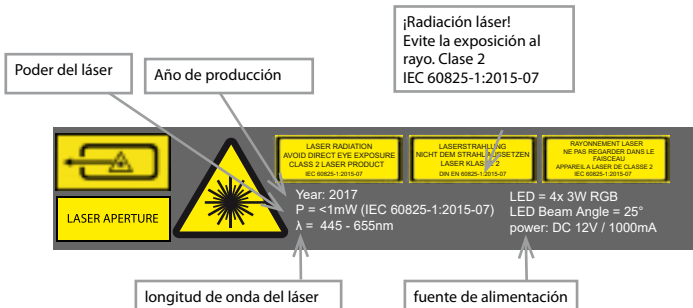 ¡Radiación láser!
Evite la exposición al
rayo. Clase 2
IEC 60825-1:2015-07
Poder del láser
Año de producción
LASER RADIATION
AVOID DIRECT EYE EXPOSURE
CLASS 2 LASER PRODUCT
IEC 60825-1:2015-07
LASERSTRAHLUNG
NICHT DEM STRAHL AUSSETZEN
LASER KLASSE 2
DIN EN 60825-1:2015-07
RAYONNEMENT LASER
NE PAS REGARDER DANS LE
FAISCEAU
APPAREIL A LASER DE CLASSE 2
IEC 60825-1:2015-07
LASER APERTURE
Year: 2017
P = <1mW (IEC 60825-1:2015-07)
λ = 445 - 655nm
LED = 4x 3W RGB
LED Beam Angle = 25°
power: DC 12V / 1000mA
longitud de onda del láser
fuente de alimentación